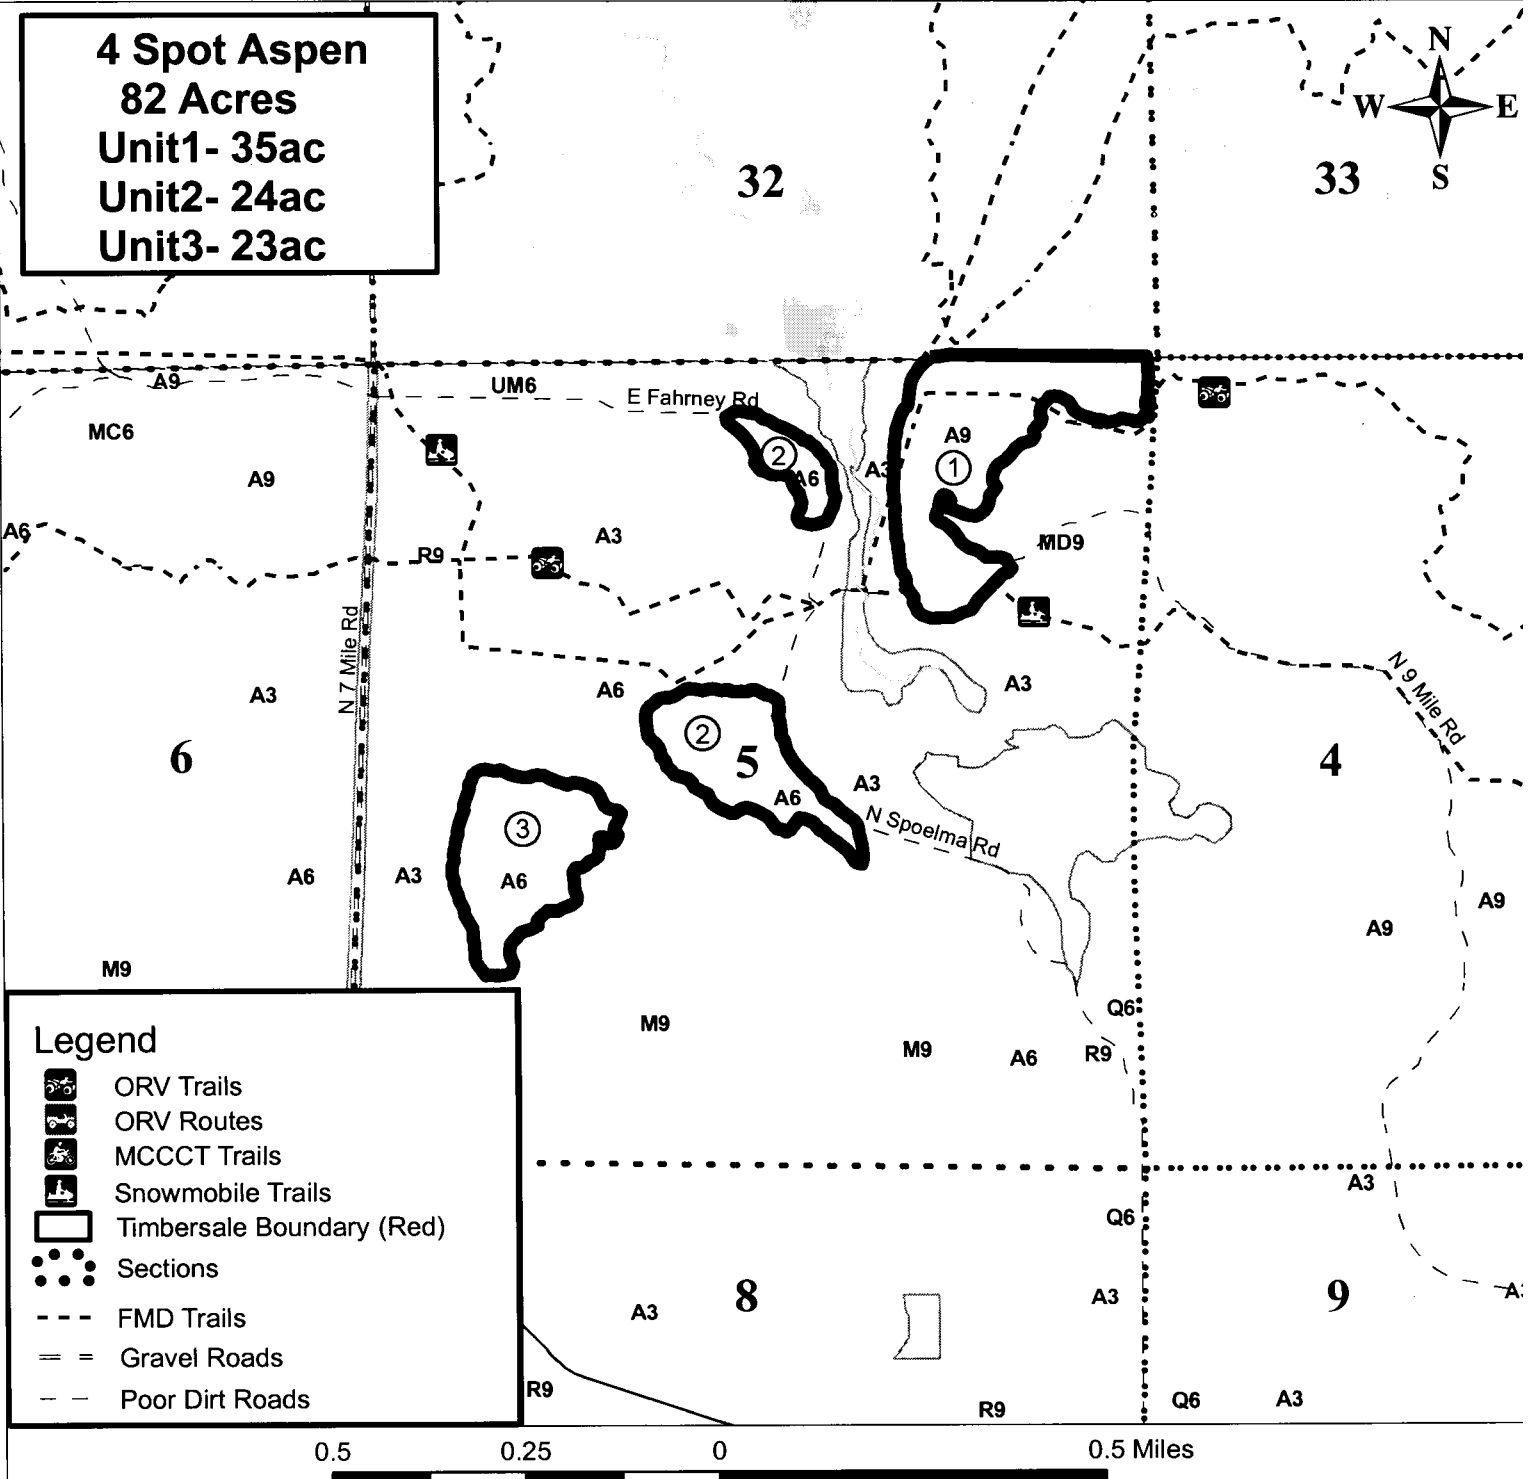 4 Spot Aspen
82 Acres
Unit1- 35ac
Unit2- 24ac
Unit3- 23ac
N
W E
S
32
33
A9
UM6
E Fahrney Rd
MC6
A9
A9
2
A6
A3
1
A6
R9
A3
MD9
N 7 Mile Rd
A3
A6
A3
N 9 Mile Rd
2
6
5
4
A6
A3
N Spoelma Rd
3
A6
A3
A6
A9
A9
M9
M9
Q6
M9
A6
R9
Legend
ORV Trails
ORV Routes
MCCCT Trails
Snowmobile Trails
Timbersale Boundary (Red)
Sections
FMD Trails
Gravel Roads
Poor Dirt Roads
A3
Q6
8
9
A3
A3
A3
R9
R9
Q6
A3
0.5 0.25 0 0.5 Miles